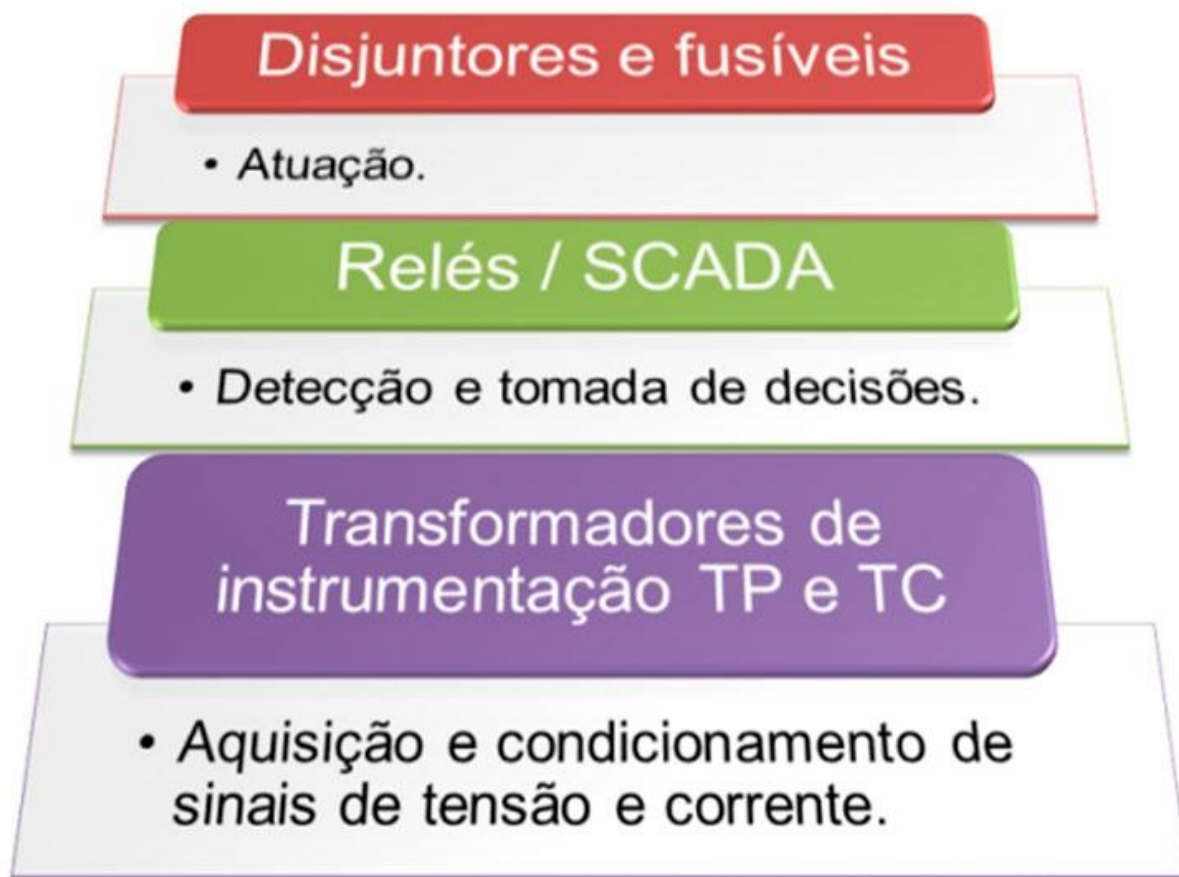 Disjuntores e fusíveis
• Atuação.
Relés / SCADA
• Detecção e tomada de decisões.
Transformadores de
instrumentação TP e TC
• Aquisição e condicionamento de
sinais de tensão e corrente.